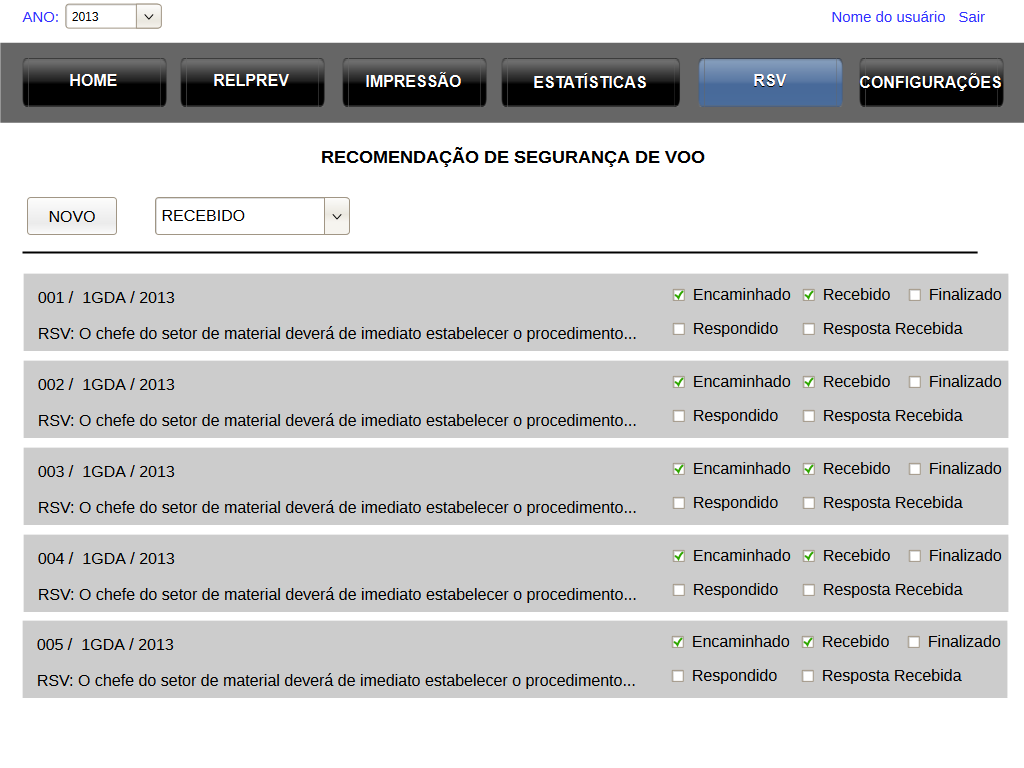 ANO: 2013 Nome do usuário Sair
HOME RELPREV IMPRESSÃO ESTATÍSTICAS RSV CONFIGURAÇÕES
RECOMENDAÇÃO DE SEGURANÇA DE VOO
NOVO RECEBIDO
001 / 1GDA / 2013 Encaminhado Recebido Finalizado
RSV: O chefe do setor de material deverá de imediato estabelecer o procedimento... Respondido Resposta Recebida
002 / 1GDA / 2013 Encaminhado Recebido Finalizado
RSV: O chefe do setor de material deverá de imediato estabelecer o procedimento... Respondido Resposta Recebida
003 / 1GDA / 2013 Encaminhado Recebido Finalizado
RSV: O chefe do setor de material deverá de imediato estabelecer o procedimento... Respondido Resposta Recebida
004 / 1GDA / 2013 Encaminhado Recebido Finalizado
RSV: O chefe do setor de material deverá de imediato estabelecer o procedimento... Respondido Resposta Recebida
005 / 1GDA / 2013 Encaminhado Recebido Finalizado
RSV: O chefe do setor de material deverá de imediato estabelecer o procedimento... Respondido Resposta Recebida